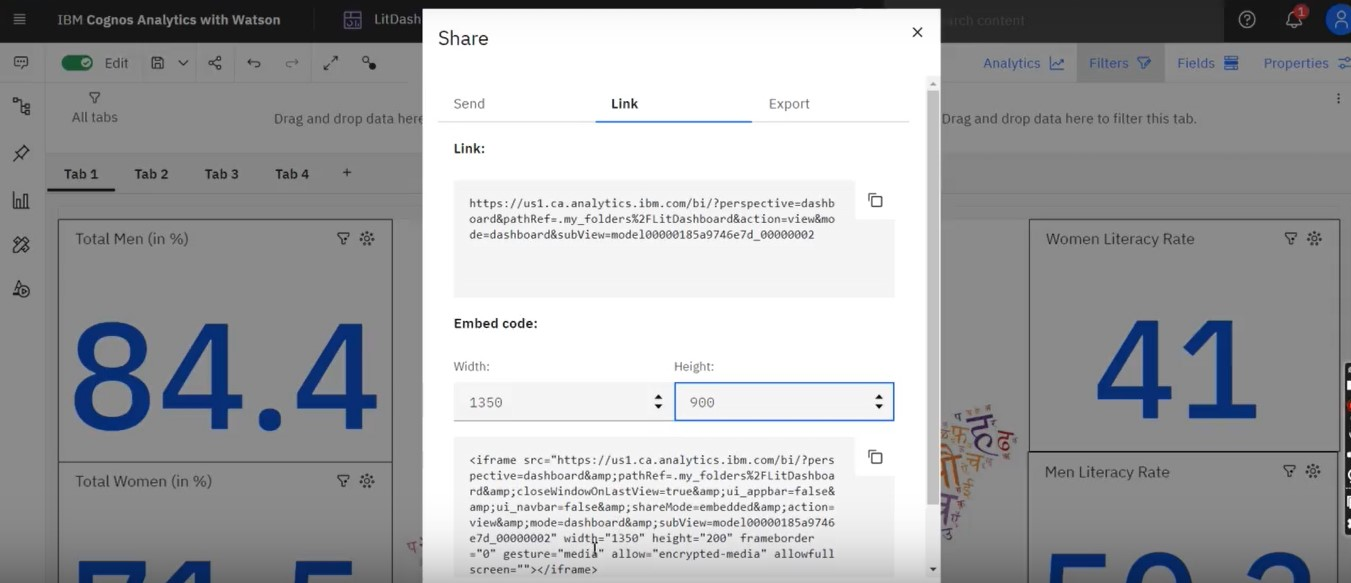 IBM Cognos Analytics with Watson
LitDash
rch content
1
Edit
Analytics
Filters
Fields
Properties
All tabs
Drag and drop data here
Drag and drop data here to filter this tab.
Tab 1
Tab 2
Tab 3
Tab 4
+
Share
Send
Link
Export
Link:
https://us1.ca.analytics.ibm.com/bi/?perspective=dashb
oard&pathRef=.my_folders%2FLitDashboard&action=view&mo
de=dashboard&subView=model00000185a9746e7d_00000002
Embed code:
Width:
Height:
1350
900
<iframe src="https://us1.ca.analytics.ibm.com/bi/?pers
pective=dashboard&amp;pathRef=.my_folders%2FLitDashboa
rd&amp;closeWindowOnLastView=true&amp;ui_appbar=false&
amp;ui_navbar=false&amp;shareMode=embedded&amp;action=
view&amp;mode=dashboard&amp;subView=model00000185a9746
e7d_00000002" width="1350" height="200" frameborder
="0" gesture="media" allow="encrypted-media" allowfull
screen=""></iframe>
Total Men (in %)
84.4
Total Women (in %)
Women Literacy Rate
41
Men Literacy Rate